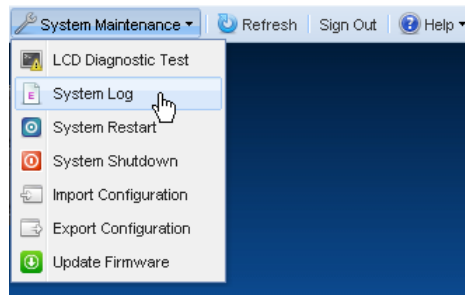 System Maintenance Refresh Sign Out Help
LCD Diagnostic Test
E System Log
System Restart
System Shutdown
Import Configuration
Export Configuration
Update Firmware